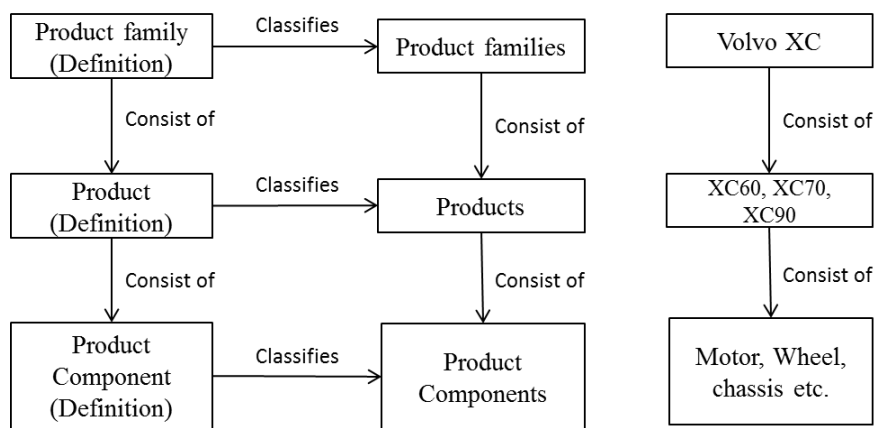 Product family
(Definition)
Classifies
Product families
Volvo XC
Consist of
Consist of
Consist of
Product
(Definition)
Classifies
Products
XC60, XC70,
XC90
Consist of
Consist of
Consist of
Product
Component
(Definition)
Classifies
Product
Components
Motor, Wheel,
chassis etc.